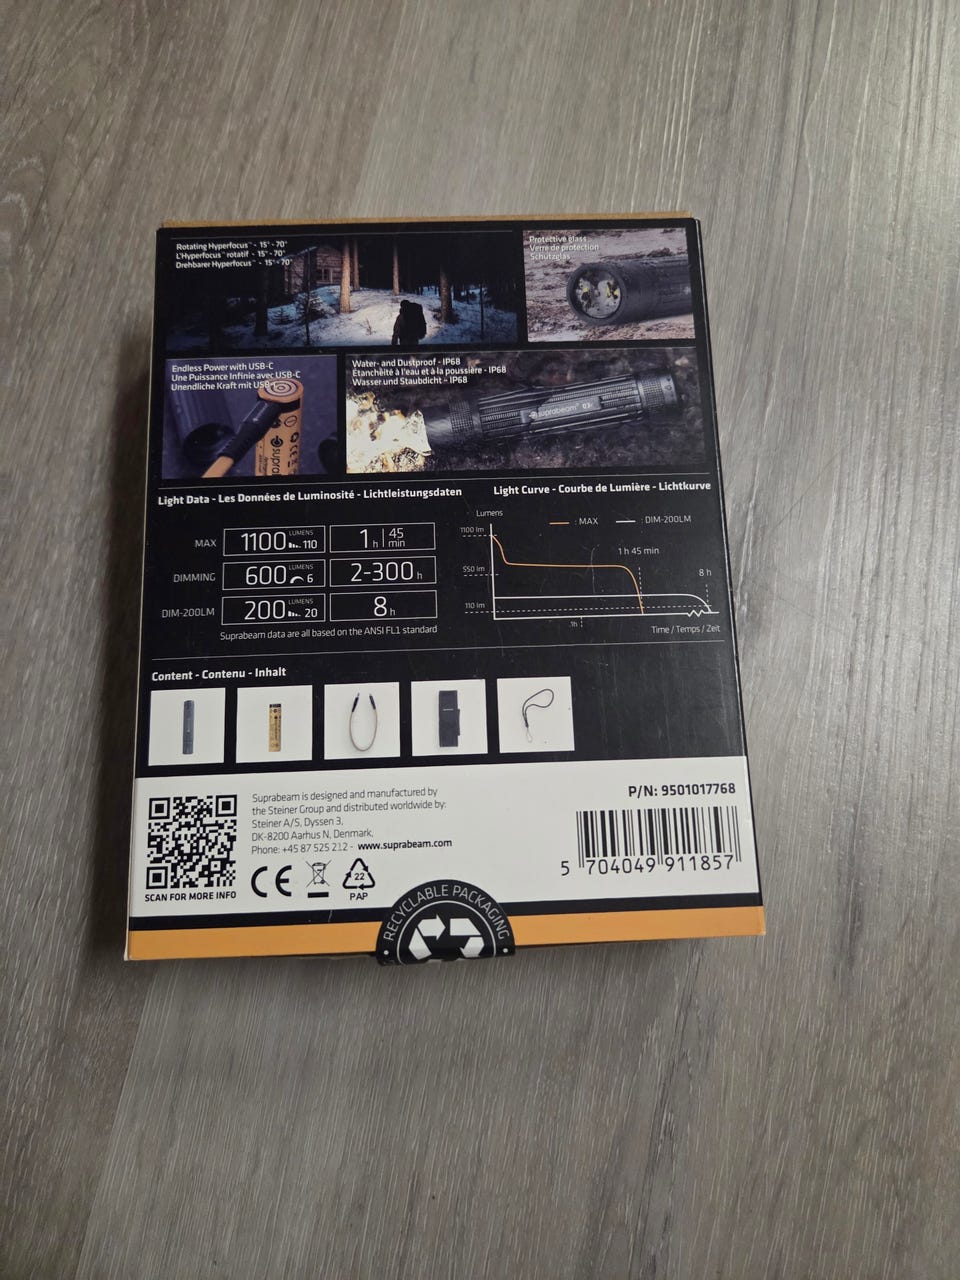 Rotating Hyperfocus™ - 15° - 70°
L'Hyperfocus™ rotatif - 15° - 70°
Drehbarer Hyperfocus™ - 15° - 70°
Protective glass
Verre de protection
Schutzglas
Endless Power with USB-C
Une Puissance Infinie avec USB-C
Unendliche Kraft mit USB-C
Water- and Dustproof - IP68
Étanchéité à l'eau et à la poussière - IP68
Wasser und Staubdicht - IP68
suprabeam
Light Data - Les Données de Luminosité - Lichtleistungsdaten
MAX 1100 LUMENS 110 1 h 45 min
DIMMING 600 LUMENS 6 2-300 h
DIM-200LM 200 LUMENS 20 8 h
Suprabeam data are all based on the ANSI FL1 standard
Light Curve - Courbe de Lumière - Lichtkurve
Lumens
: MAX : DIM-200LM
1100 lm
1 h 45 min
550 lm
8 h
110 lm
1h
Time / Temps / Zeit
Content - Contenu - Inhalt
SCAN FOR MORE INFO
Suprabeam is designed and manufactured by
the Steiner Group and distributed worldwide by:
Steiner A/S, Dyssen 3,
DK-8200 Aarhus N, Denmark,
Phone: +45 87 525 212 - www.suprabeam.com
CE
22
PAP
P/N: 9501017768
5 704049 911857
• RECYCLABLE PACKAGING •